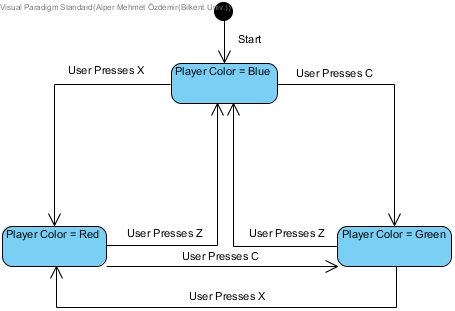 Visual Paradigm Standard(Alper Mehmet Özdemir(Bilkent Univ.))
Start
Player Color = Blue
User Presses X
User Presses C
Player Color = Red
User Presses Z
User Presses Z
Player Color = Green
User Presses C
User Presses X